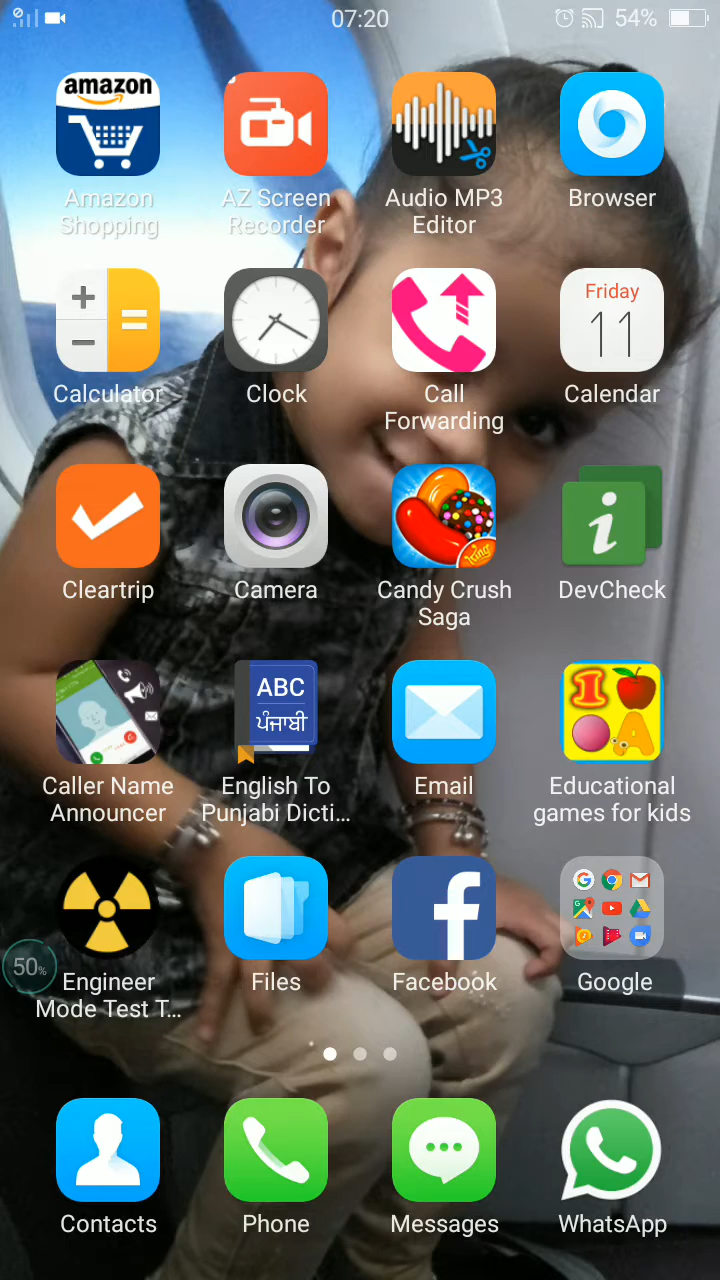 07:20
54%
amazon
Amazon
Shopping
AZ Screen
Recorder
Audio MP3
Editor
Browser
Calculator
Clock
Call
Forwarding
Friday
11
Calendar
Cleartrip
Camera
King
Candy Crush
Saga
i
DevCheck
Caller Name
Announcer
ABC
ਪੰਜਾਬੀ
English To
Punjabi Dicti...
Email
1
A
Educational
games for kids
50%
Engineer
Mode Test T...
Files
f
Facebook
G
Google
Contacts
Phone
Messages
WhatsApp